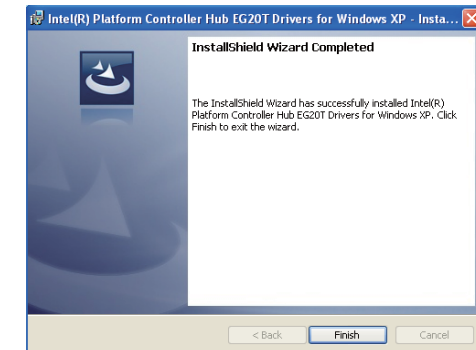 Intel(R) Platform Controller Hub EG20T Drivers for Windows XP - Insta...
InstallShield Wizard Completed
The InstallShield Wizard has successfully installed Intel(R)
Platform Controller Hub EG20T Drivers for Windows XP. Click
Finish to exit the wizard.
< Back Finish Cancel